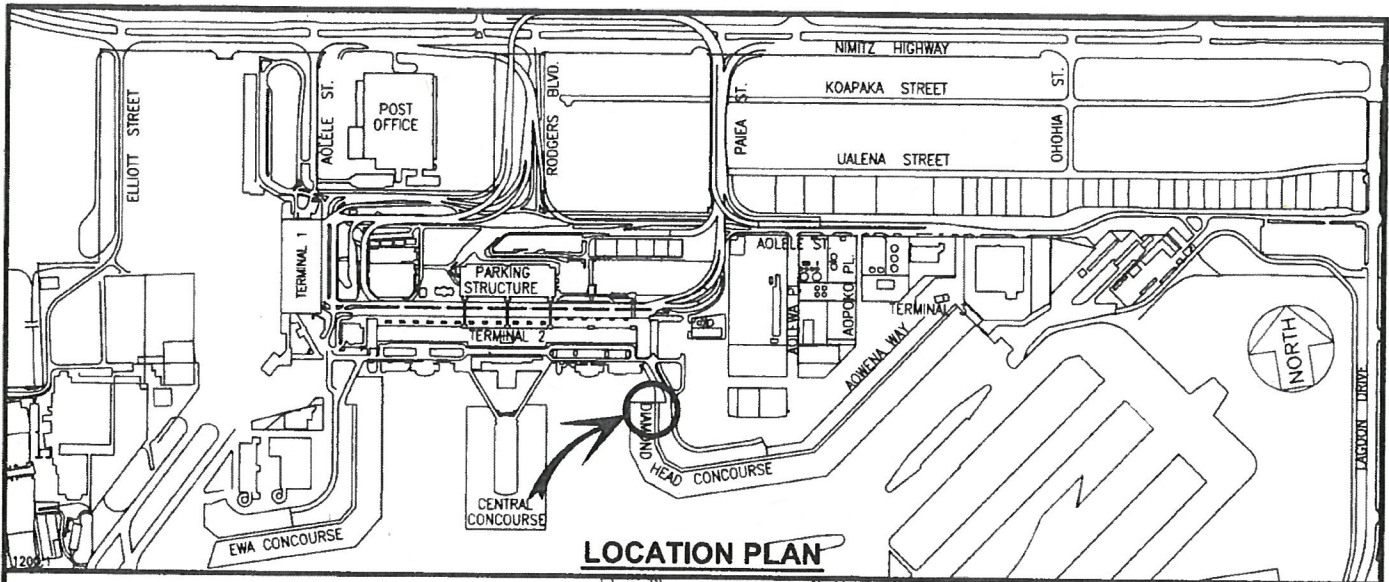 NIMITZ HIGHWAY
ELLIOTT STREET
AOLELE ST.
POST
OFFICE
RODGERS BLVD.
PAIEA ST.
KOAPAKA STREET
OHOHIA ST.
UALENA STREET
TERMINAL 1
PARKING
STRUCTURE
AOLELE ST.
TERMINAL 2
AOLEWA PL.
AOPOKO PL.
TERMINAL
AOWENA WAY
NORTH
LAGOON DRIVE
DIAMOND
HEAD CONCOURSE
CENTRAL
CONCOURSE
EWA CONCOURSE
LOCATION PLAN